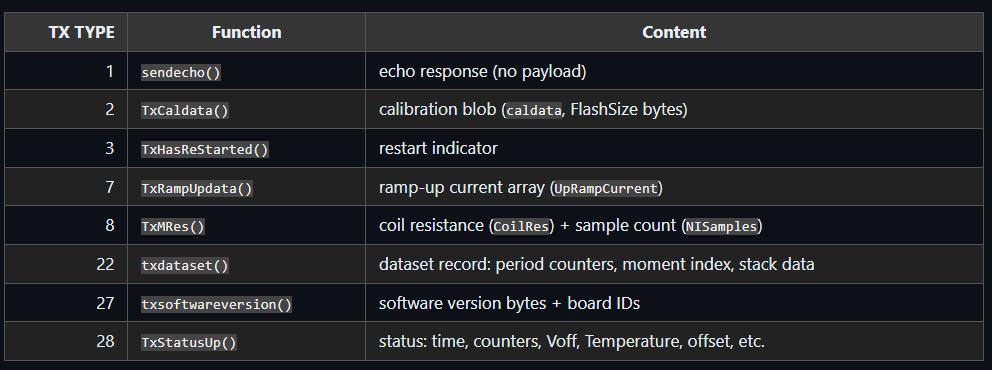 TX TYPE Function Content
1 sendecho() echo response (no payload)
2 TxCaldata() calibration blob (caldata, FlashSize bytes)
3 TxHasReStarted() restart indicator
7 TxRampUpdata() ramp-up current array (UpRampCurrent)
8 TxMRes() coil resistance (CoilRes) + sample count (NISamples)
22 txdataset() dataset record: period counters, moment index, stack data
27 txsoftwareversion() software version bytes + board IDs
28 TxStatusUp() status: time, counters, Voff, Temperature, offset, etc.